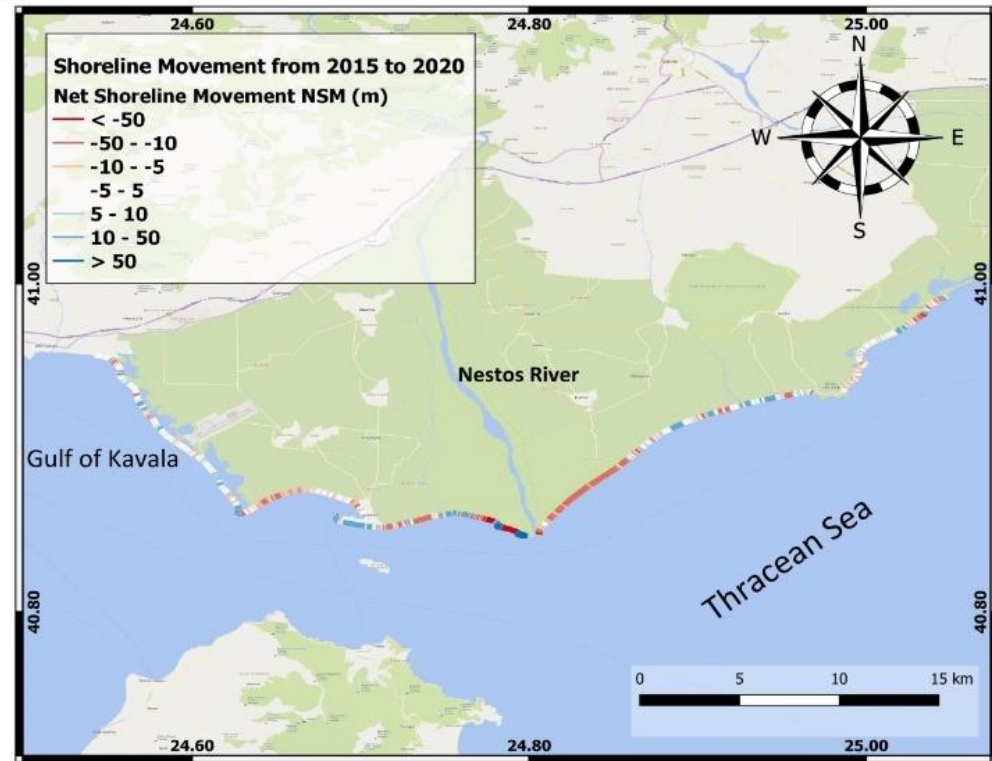 24.60 24.80 25.00
Shoreline Movement from 2015 to 2020
Net Shoreline Movement NSM (m)
< -50
-50 - -10
-10 - -5
-5 - 5
5 - 10
10 - 50
> 50
N
W E
S
41.00 41.00
Nestos River
Gulf of Kavala
Thracean Sea
40.80 40.80
0 5 10 15 km
24.60 24.80 25.00